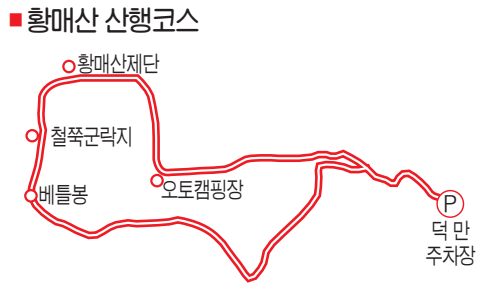 황매산 산행코스
황매산제단
철쭉군락지
베틀봉
오토캠핑장
P
덕 만
주차장